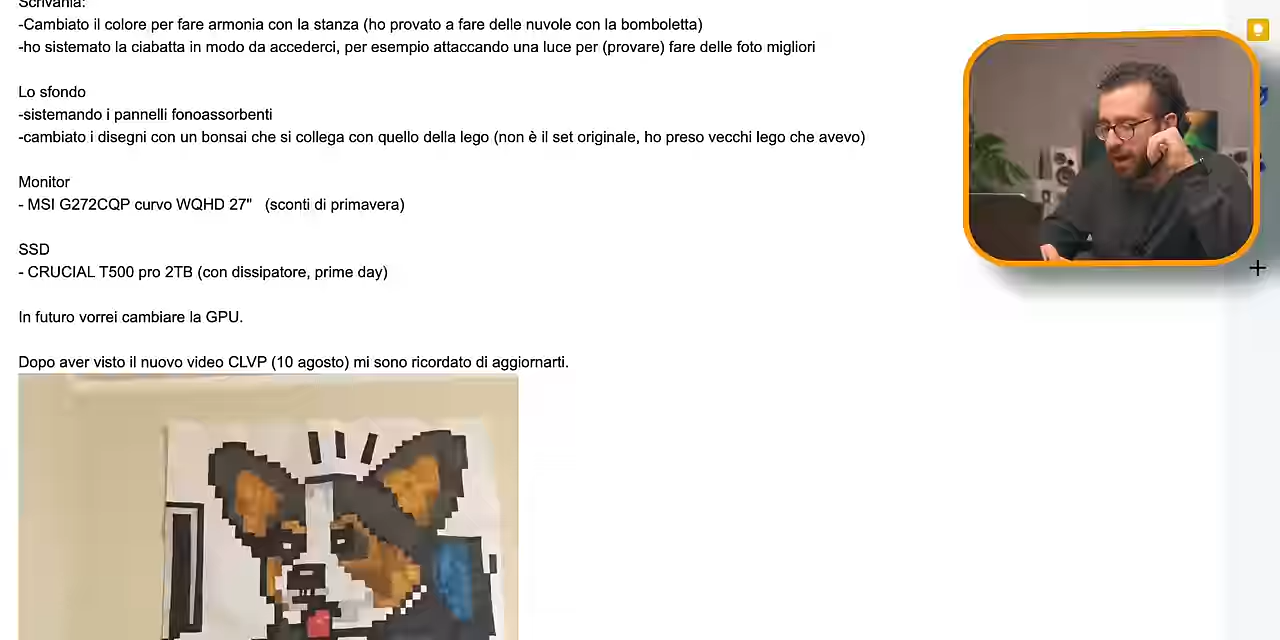 Scrivania:
-Cambiato il colore per fare armonia con la stanza (ho provato a fare delle nuvole con la bomboletta)
-ho sistemato la ciabatta in modo da accederci, per esempio attaccando una luce per (provare) fare delle foto migliori
Lo sfondo
-sistemando i pannelli fonoassorbenti
-cambiato i disegni con un bonsai che si collega con quello della lego (non è il set originale, ho preso vecchi lego che avevo)
Monitor
- MSI G272CQP curvo WQHD 27" (sconti di primavera)
SSD
- CRUCIAL T500 pro 2TB (con dissipatore, prime day)
In futuro vorrei cambiare la GPU.
Dopo aver visto il nuovo video CLVP (10 agosto) mi sono ricordato di aggiornarti.